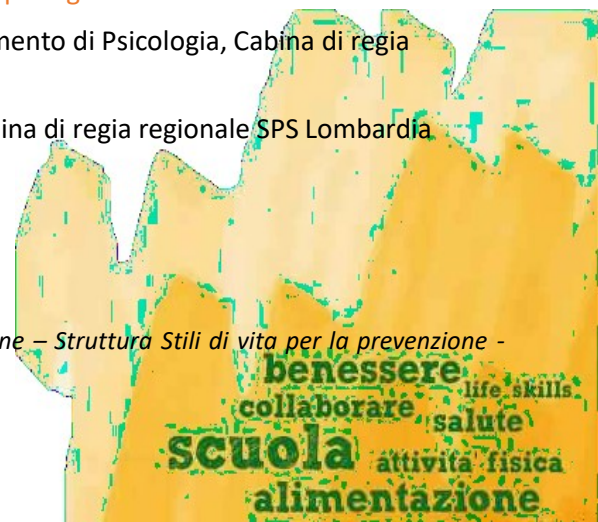 mento di Psicologia, Cabina di regia
ina di regia regionale SPS Lombardia
ne – Struttura Stili di vita per la prevenzione -
benessere
life skills
collaborare
salute
scuola
attivita fisica
alimentazione